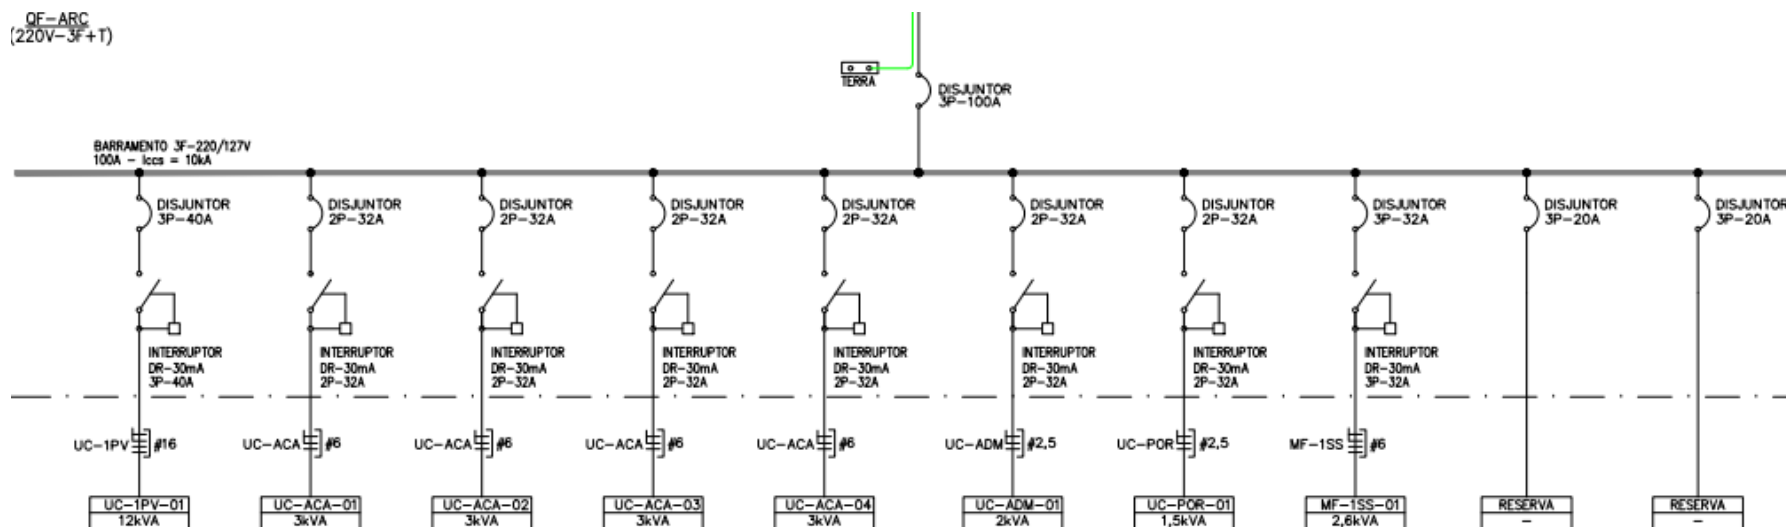 QF-ARC
(220V-3F+T)
TERRA
DISJUNTOR
3P-100A
BARRAMENTO 3F-220/127V
100A - Iccs = 10kA
DISJUNTOR
3P-40A
DISJUNTOR
2P-32A
DISJUNTOR
2P-32A
DISJUNTOR
2P-32A
DISJUNTOR
2P-32A
DISJUNTOR
2P-32A
DISJUNTOR
2P-32A
DISJUNTOR
3P-32A
DISJUNTOR
3P-20A
DISJUNTOR
3P-20A
INTERRUPTOR
DR-30mA
3P-40A
INTERRUPTOR
DR-30mA
2P-32A
INTERRUPTOR
DR-30mA
2P-32A
INTERRUPTOR
DR-30mA
2P-32A
INTERRUPTOR
DR-30mA
2P-32A
INTERRUPTOR
DR-30mA
2P-32A
INTERRUPTOR
DR-30mA
2P-32A
INTERRUPTOR
DR-30mA
3P-32A
UC-1PV #16
UC-ACA #6
UC-ACA #6
UC-ACA #6
UC-ACA #6
UC-ADM #2,5
UC-POR #2,5
MF-1SS #6
UC-1PV-01
12kVA
UC-ACA-01
3kVA
UC-ACA-02
3kVA
UC-ACA-03
3kVA
UC-ACA-04
3kVA
UC-ADM-01
2kVA
UC-POR-01
1,5kVA
MF-1SS-01
2,6kVA
RESERVA
-
RESERVA
-